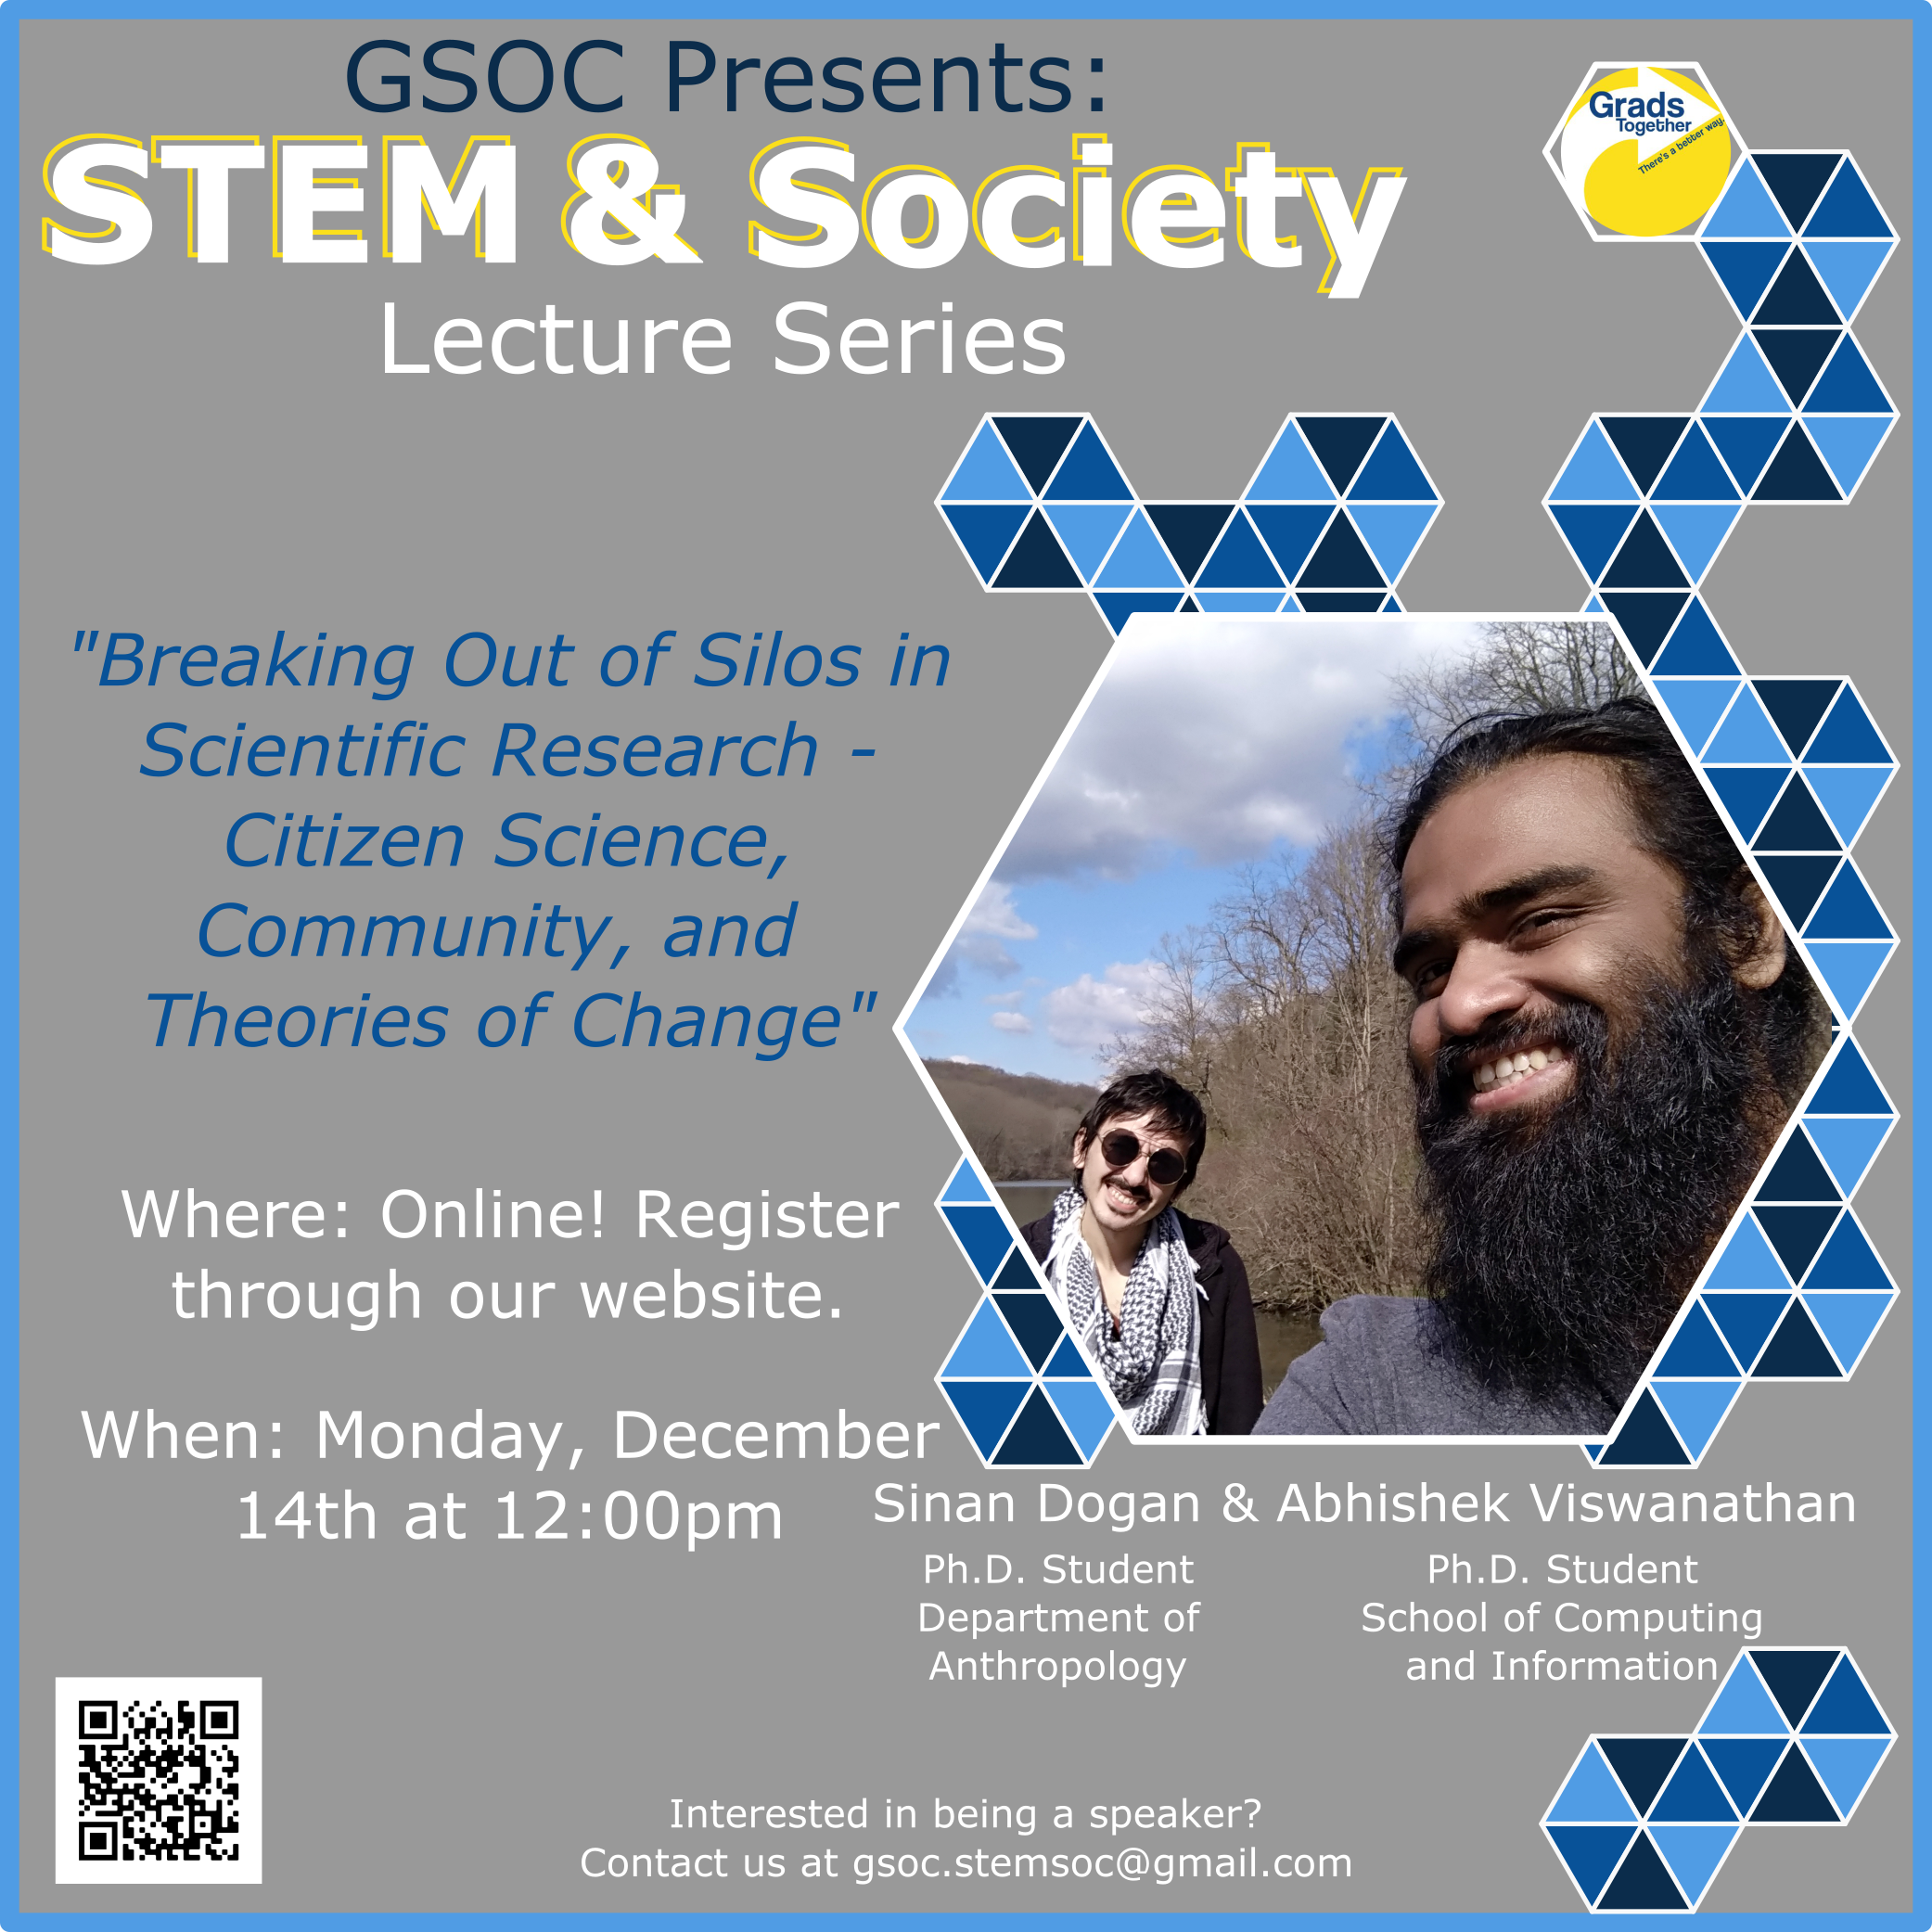 GSOC Presents:
STEM & Society
Lecture Series
Grads
Together
There's a better way.
"Breaking Out of Silos in
Scientific Research -
Citizen Science,
Community, and
Theories of Change"
Where: Online! Register
through our website.
When: Monday, December
14th at 12:00pm
Sinan Dogan & Abhishek Viswanathan
Ph.D. Student
Department of
Anthropology
Ph.D. Student
School of Computing
and Information
Interested in being a speaker?
Contact us at gsoc.stemsoc@gmail.com